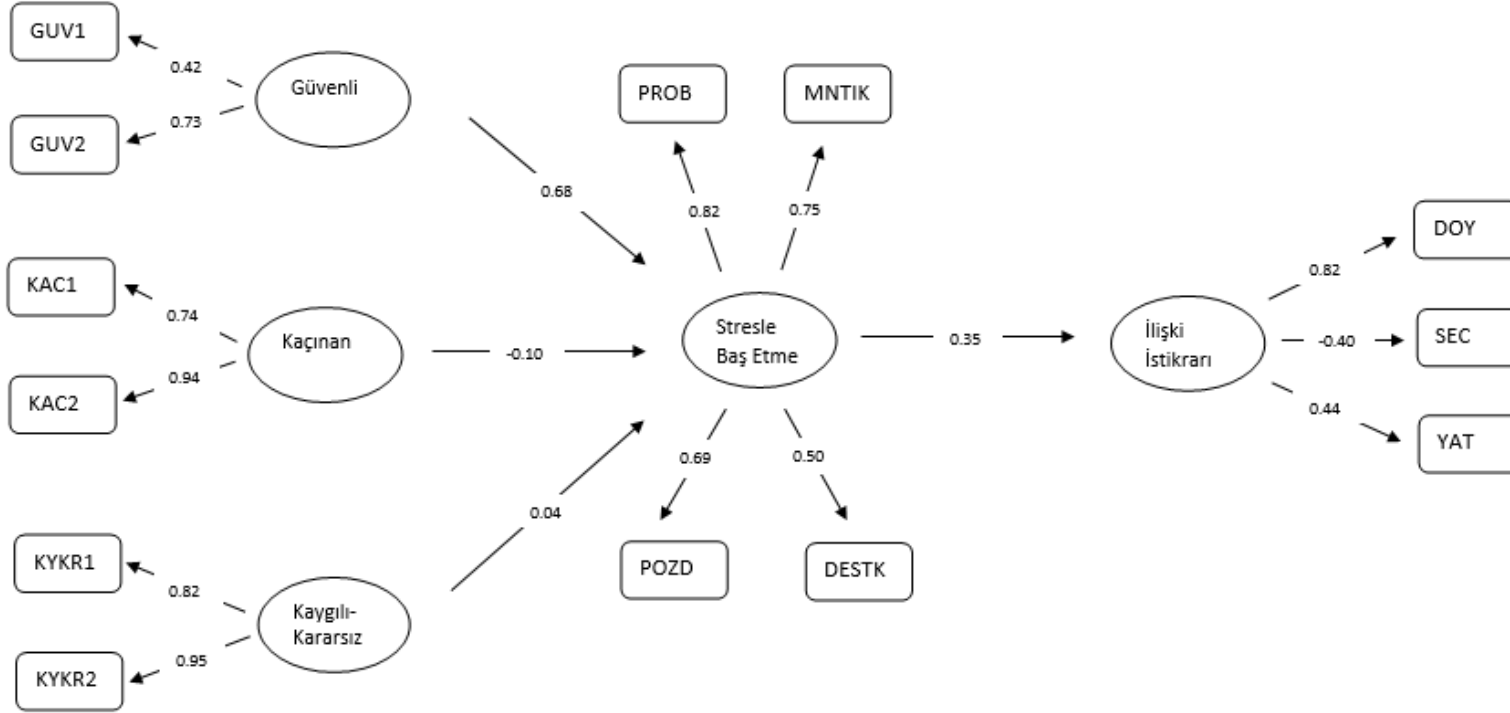 GUV1
0.42
Güvenli
0.73
GUV2
PROB
MNTIK
0.68
0.82
0.75
DOY
0.82
KAC1
0.74
Kaçınan
0.94
KAC2
-0.10
Stresle
Baş Etme
0.35
İlişki
İstikrarı
-0.40
SEC
0.44
YAT
0.69
0.50
0.04
POZD
DESTK
KYKR1
0.82
Kaygılı-
Kararsız
0.95
KYKR2